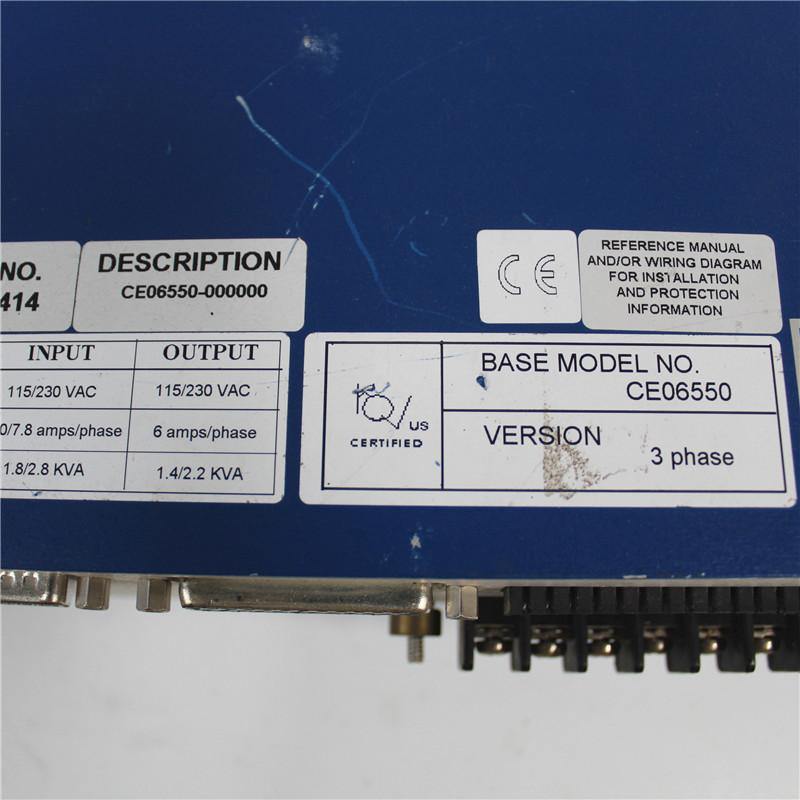 NO.
414
DESCRIPTION
CE06550-000000
CE
REFERENCE MANUAL
AND/OR WIRING DIAGRAM
FOR INSTALLATION
AND PROTECTION
INFORMATION
INPUT OUTPUT
115/230 VAC 115/230 VAC
0/7.8 amps/phase 6 amps/phase
1.8/2.8 KVA 1.4/2.2 KVA
US
CERTIFIED
BASE MODEL NO.
CE06550
VERSION
3 phase